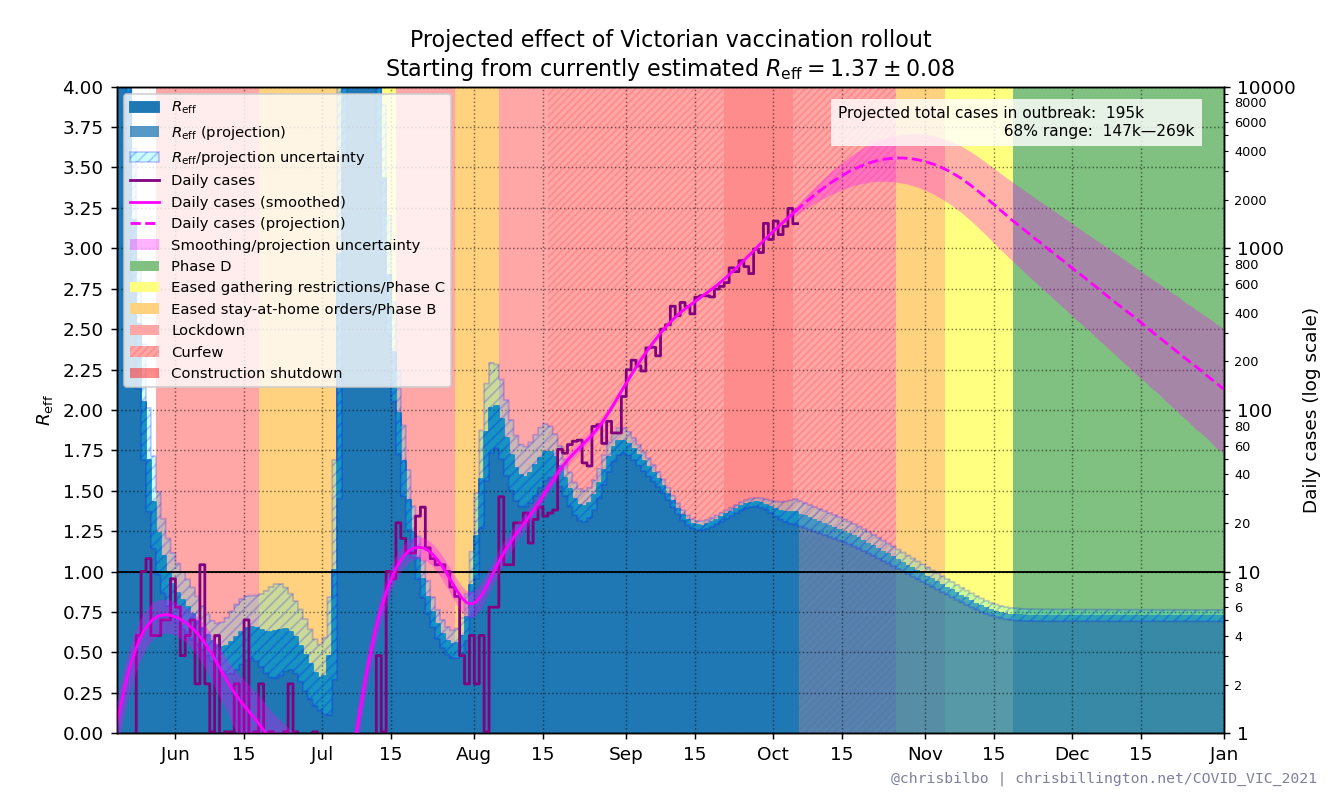 Projected effect of Victorian vaccination rollout
Starting from currently estimated R_eff = 1.37 ± 0.08
4.00
3.75
3.50
3.25
3.00
2.75
2.50
2.25
2.00
1.75
1.50
1.25
1.00
0.75
0.50
0.25
0.00
R_eff
R_eff
R_eff (projection)
R_eff/projection uncertainty
Daily cases
Daily cases (smoothed)
Daily cases (projection)
Smoothing/projection uncertainty
Phase D
Eased gathering restrictions/Phase C
Eased stay-at-home orders/Phase B
Lockdown
Curfew
Construction shutdown
Projected total cases in outbreak: 195k
68% range: 147k—269k
10000
8000
6000
4000
2000
1000
800
600
400
200
100
80
60
40
20
10
8
6
4
2
1
Daily cases (log scale)
Jun 15 Jul 15 Aug 15 Sep 15 Oct 15 Nov 15 Dec 15 Jan
@chrisbilbo | chrisbillington.net/COVID_VIC_2021